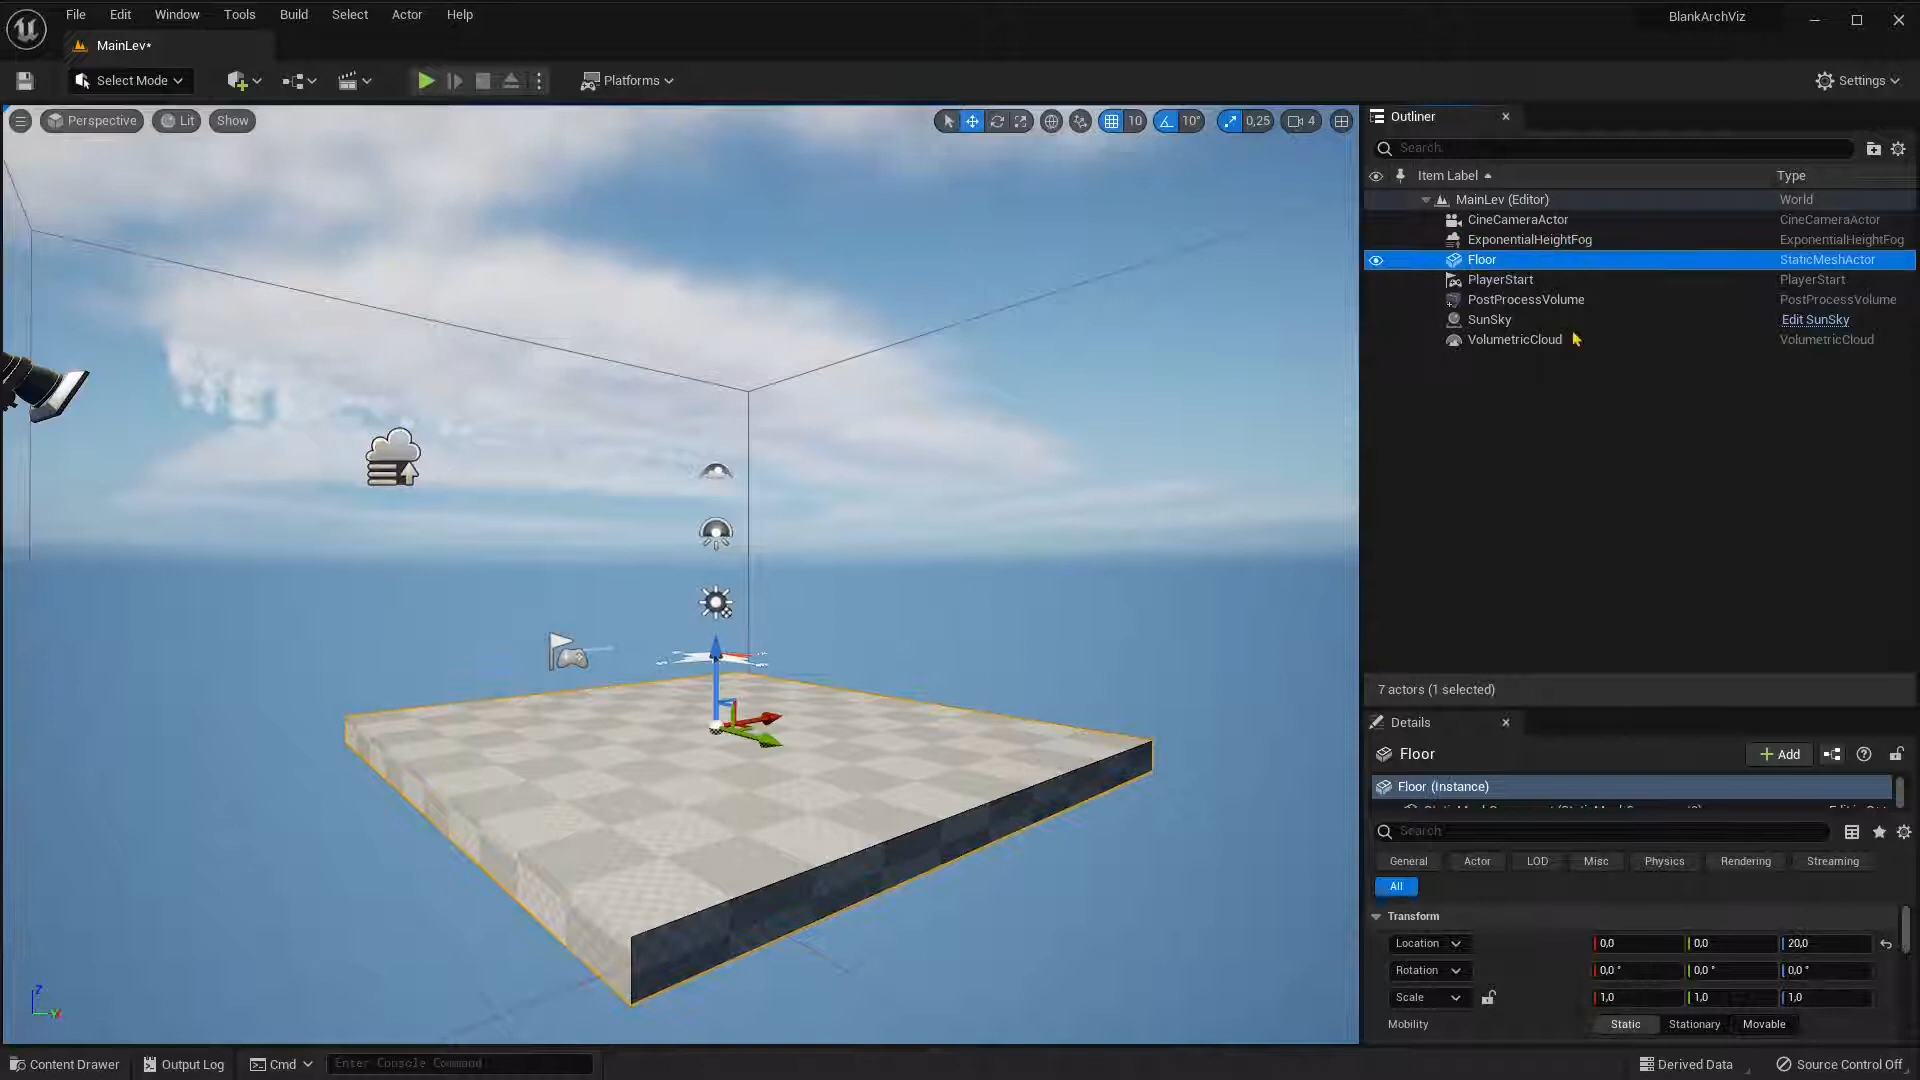 File Edit Window Tools Build Select Actor Help
BlankArchViz
MainLev*
Select Mode
Platforms
Settings
Perspective Lit Show
10 10° 0,25 4
Outliner
Search
Item Label Type
MainLev (Editor) World
CineCameraActor CineCameraActor
ExponentialHeightFog ExponentialHeightFog
Floor StaticMeshActor
PlayerStart PlayerStart
PostProcessVolume PostProcessVolume
SunSky Edit SunSky
VolumetricCloud VolumetricCloud
7 actors (1 selected)
Details
Floor
Add
Floor (Instance)
Search
General Actor LOD Misc Physics Rendering Streaming
All
Transform
Location 0,0 0,0 20,0
Rotation 0,0 ° 0,0 ° 0,0 °
Scale 1,0 1,0 1,0
Mobility Static Stationary Movable
Z
Y
Content Drawer Output Log Cmd Enter Console Command
Derived Data Source Control Off